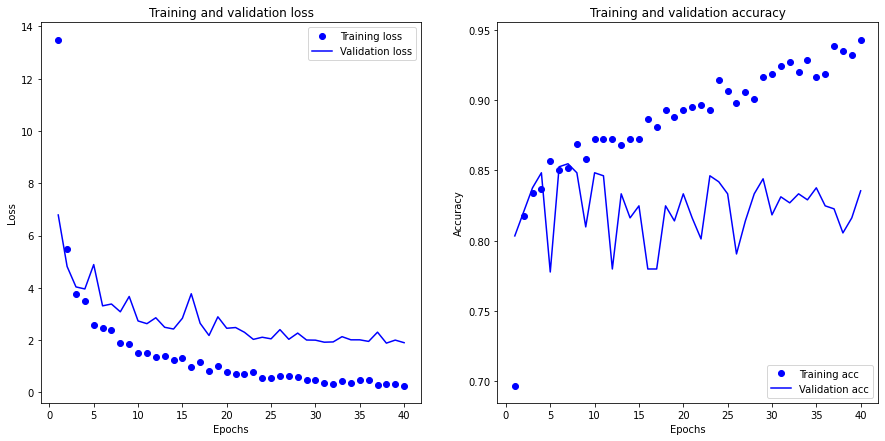 Training and validation loss
14
12
10
8
6
4
2
0
Loss
0 5 10 15 20 25 30 35 40
Epochs
Training loss
Validation loss
Training and validation accuracy
0.95
0.90
0.85
0.80
0.75
0.70
Accuracy
0 5 10 15 20 25 30 35 40
Epochs
Training acc
Validation acc